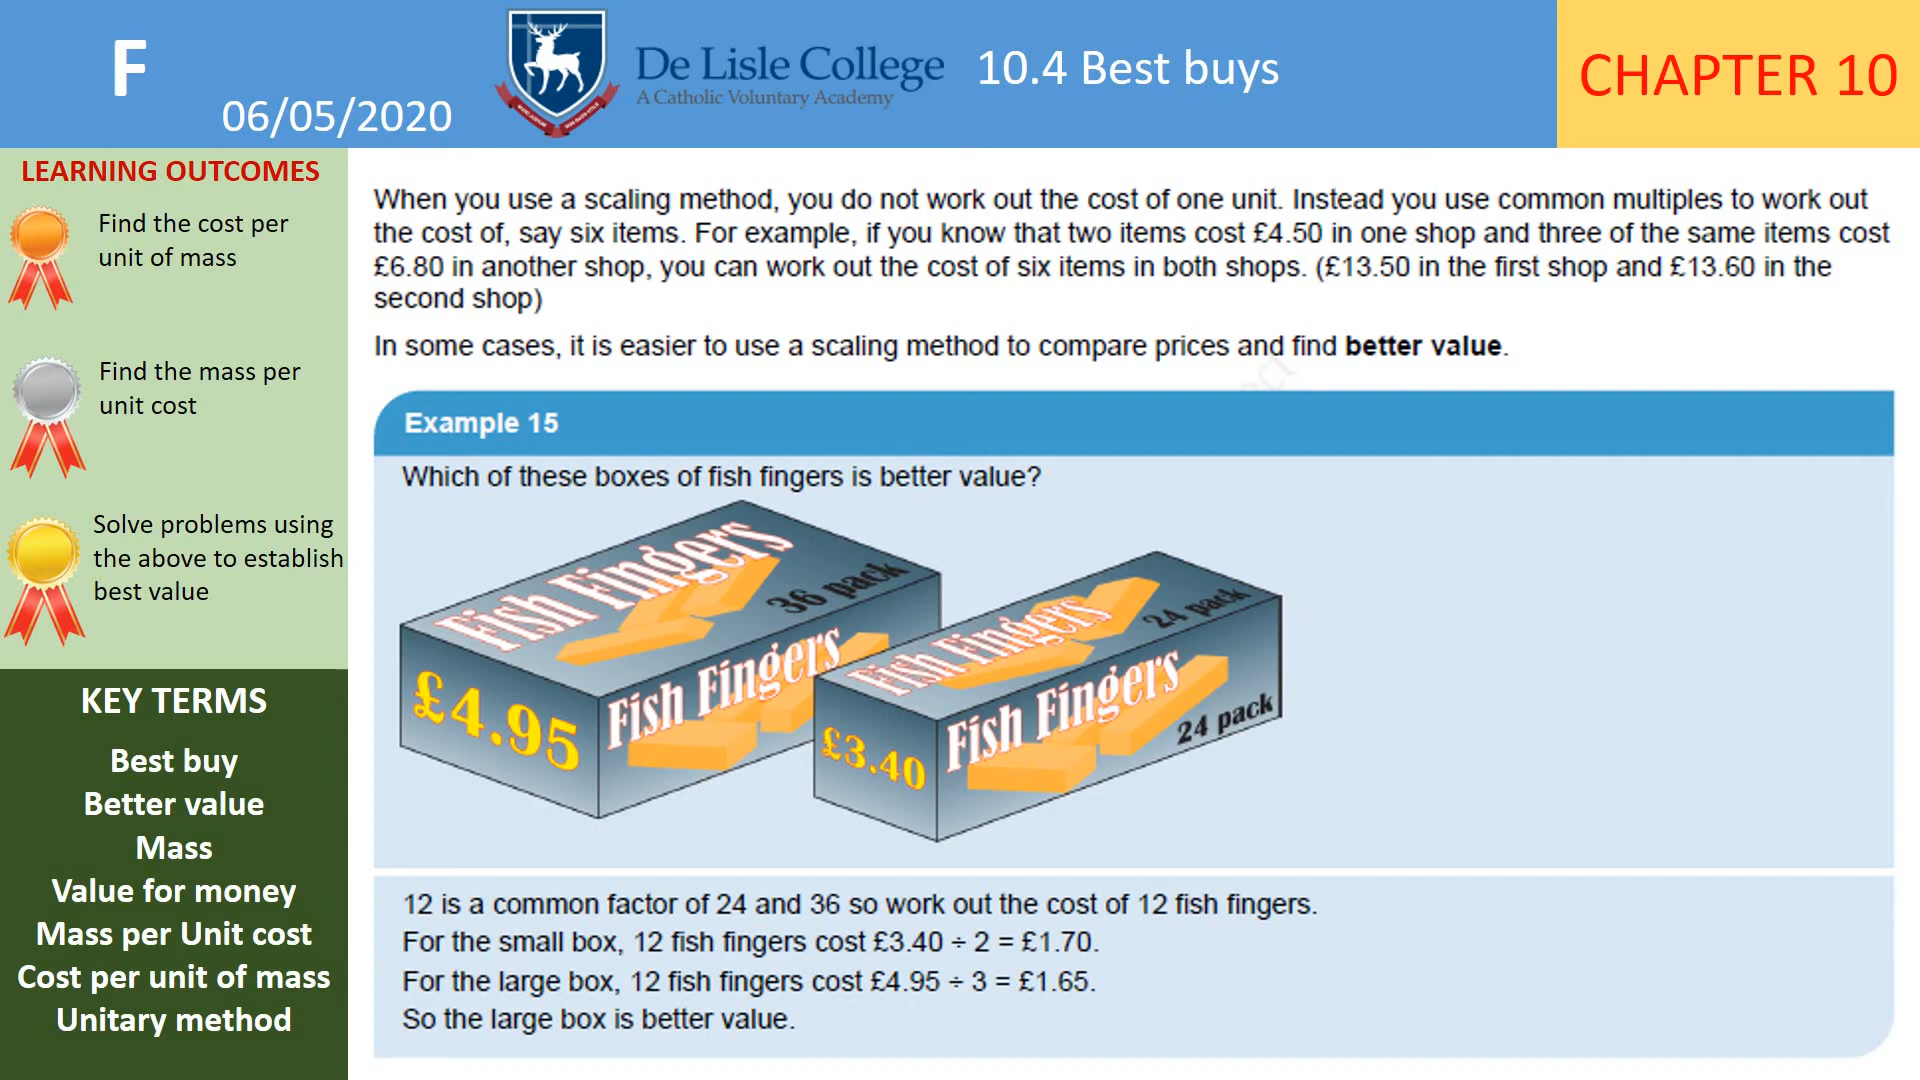 F
06/05/2020
De Lisle College
A Catholic Voluntary Academy
10.4 Best buys
CHAPTER 10
LEARNING OUTCOMES
Find the cost per
unit of mass
Find the mass per
unit cost
Solve problems using
the above to establish
best value
KEY TERMS
Best buy
Better value
Mass
Value for money
Mass per Unit cost
Cost per unit of mass
Unitary method
When you use a scaling method, you do not work out the cost of one unit. Instead you use common multiples to work out
the cost of, say six items. For example, if you know that two items cost £4.50 in one shop and three of the same items cost
£6.80 in another shop, you can work out the cost of six items in both shops. (£13.50 in the first shop and £13.60 in the
second shop)
In some cases, it is easier to use a scaling method to compare prices and find better value.
Example 15
Which of these boxes of fish fingers is better value?
Fish Fingers
36 pack
£4.95
Fish Fingers
Fish Fingers
24 pack
£3.40
Fish Fingers
24 pack
12 is a common factor of 24 and 36 so work out the cost of 12 fish fingers.
For the small box, 12 fish fingers cost £3.40 ÷ 2 = £1.70.
For the large box, 12 fish fingers cost £4.95 ÷ 3 = £1.65.
So the large box is better value.